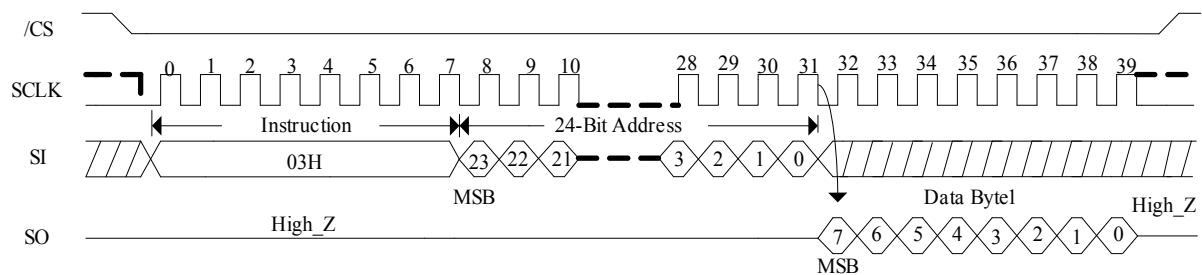 /CS
0 1 2 3 4 5 6 7 8 9 10 28 29 30 31 32 33 34 35 36 37 38 39
SCLK
Instruction 24-Bit Address
SI 03H 23 22 21 3 2 1 0
MSB Data Byte1
High_Z High_Z
SO 7 6 5 4 3 2 1 0
MSB